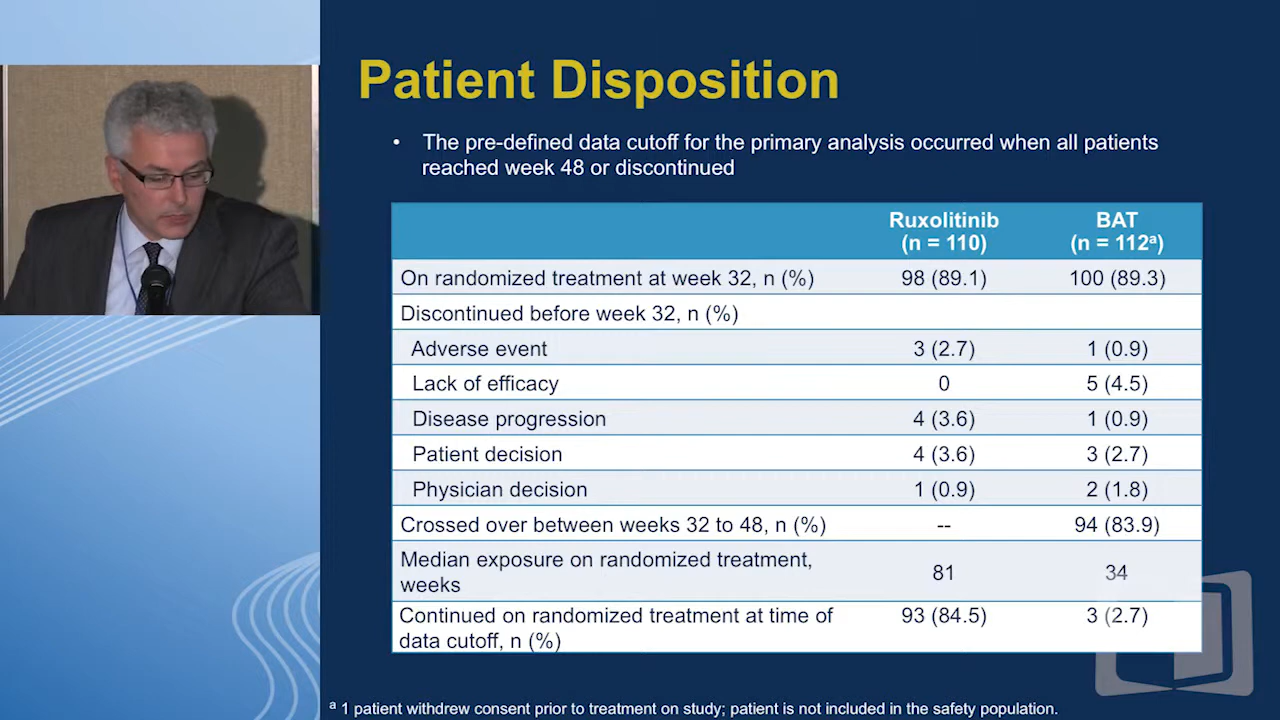 Patient Disposition
• The pre-defined data cutoff for the primary analysis occurred when all patients
reached week 48 or discontinued
Ruxolitinib BAT
(n = 110) (n = 112ᵃ)
On randomized treatment at week 32, n (%) 98 (89.1) 100 (89.3)
Discontinued before week 32, n (%)
Adverse event 3 (2.7) 1 (0.9)
Lack of efficacy 0 5 (4.5)
Disease progression 4 (3.6) 1 (0.9)
Patient decision 4 (3.6) 3 (2.7)
Physician decision 1 (0.9) 2 (1.8)
Crossed over between weeks 32 to 48, n (%) -- 94 (83.9)
Median exposure on randomized treatment,
weeks 81 34
Continued on randomized treatment at time of 93 (84.5) 3 (2.7)
data cutoff, n (%)
ᵃ 1 patient withdrew consent prior to treatment on study; patient is not included in the safety population.